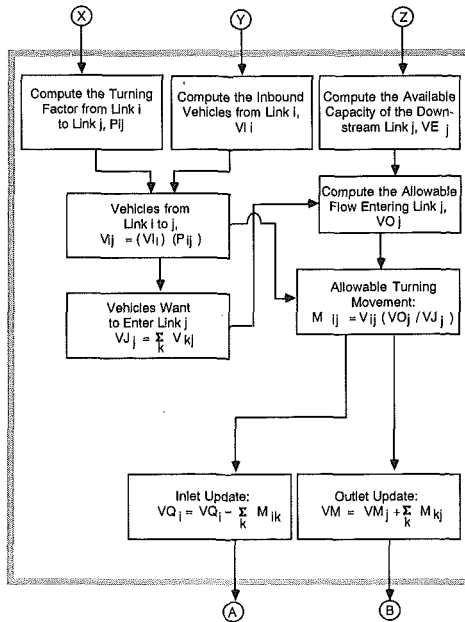 X
Y
Z
Compute the Turning
Factor from Link i
to Link j, Pij
Compute the Inbound
Vehicles from Link i,
VI i
Compute the Available
Capacity of the Down-
stream Link j, VE j
Vehicles from
Link i to j,
Vij = (VIi) (Pij)
Compute the Allowable
Flow Entering Link j,
VO j
Vehicles Want
to Enter Link j
VJ j = Σ V kj
k
Allowable Turning
Movement:
M ij = V ij (VO j / VJ j)
Inlet Update:
VQ i = VQ i - Σ M ik
k
Outlet Update:
VM = VM j + Σ M kj
k
A
B